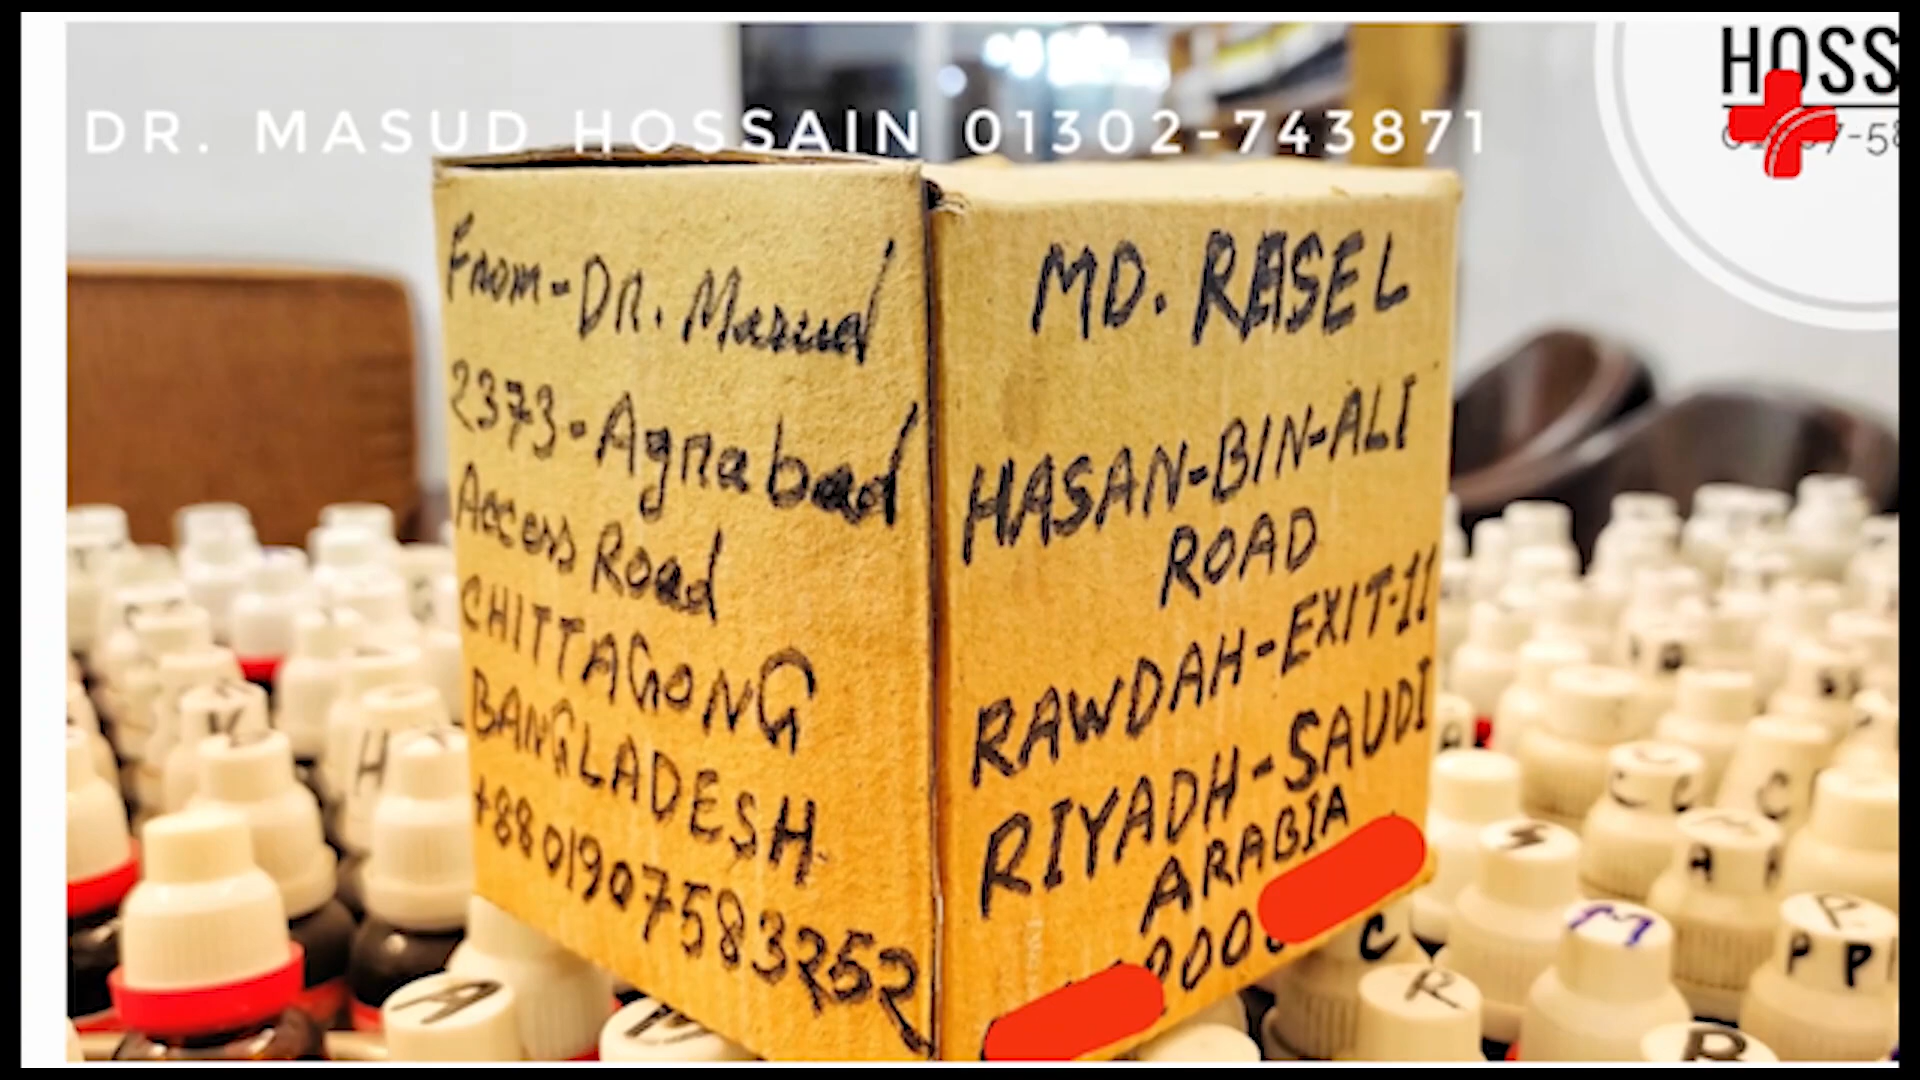 DR. MASUD HOSSAIN 01302-743871
HOSS
From-DR. Masud
2373-Agrabad
Access Road
CHITTAGONG
BANGLADESH
+8801907583252
MD. RASEL
HASAN-BIN-ALI
ROAD
RAWDAH-EXIT-11
RIYADH-SAUDI
ARABIA
H
A
C C
C
S
A
M
C
R
P P
R
A